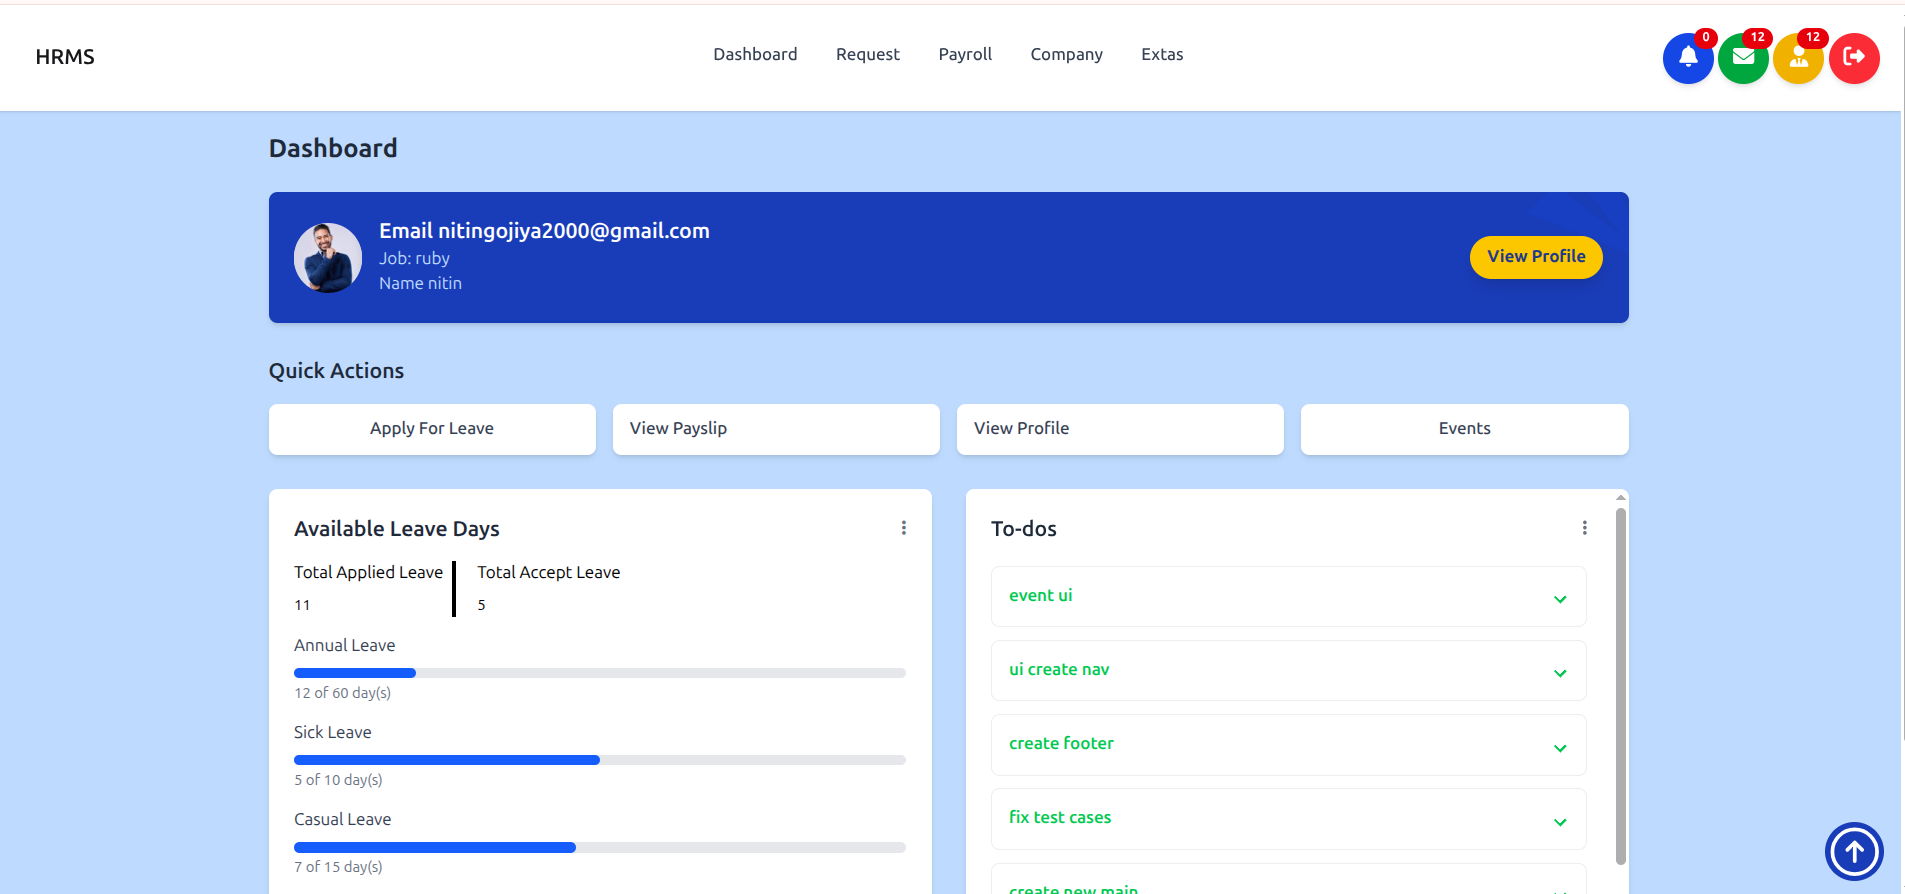 HRMS
Dashboard
Request
Payroll
Company
Extas
0
12
12
Dashboard
Email nitingojiya2000@gmail.com
Job: ruby
Name nitin
View Profile
Quick Actions
Apply For Leave
View Payslip
View Profile
Events
Available Leave Days
Total Applied Leave
11
Total Accept Leave
5
Annual Leave
12 of 60 day(s)
Sick Leave
5 of 10 day(s)
Casual Leave
7 of 15 day(s)
To-dos
event ui
ui create nav
create footer
fix test cases
create new main